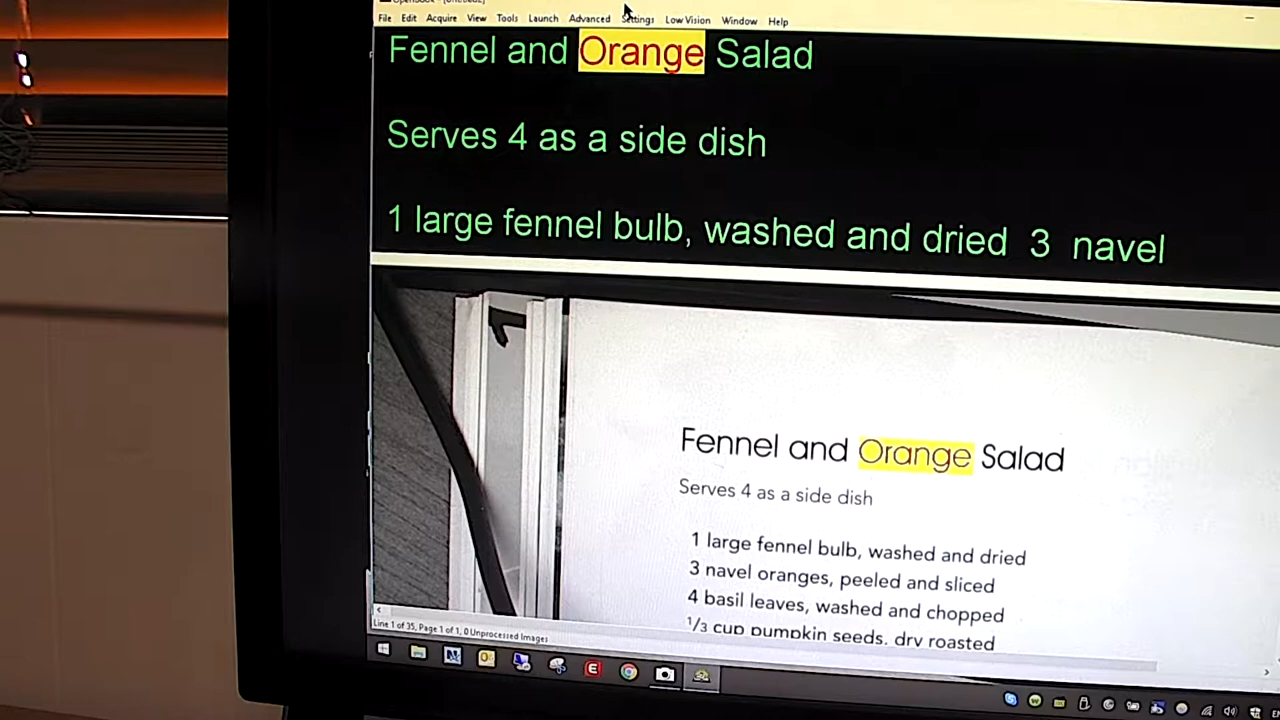 File Edit Acquire View Tools Launch Advanced Settings Low Vision Window Help
Fennel and Orange Salad
Serves 4 as a side dish
1 large fennel bulb, washed and dried 3 navel
Fennel and Orange Salad
Serves 4 as a side dish
1 large fennel bulb, washed and dried
3 navel oranges, peeled and sliced
4 basil leaves, washed and chopped
1/3 cup pumpkin seeds, dry roasted
Line 1 of 35, Page 1 of 1, 0 Unprocessed Images